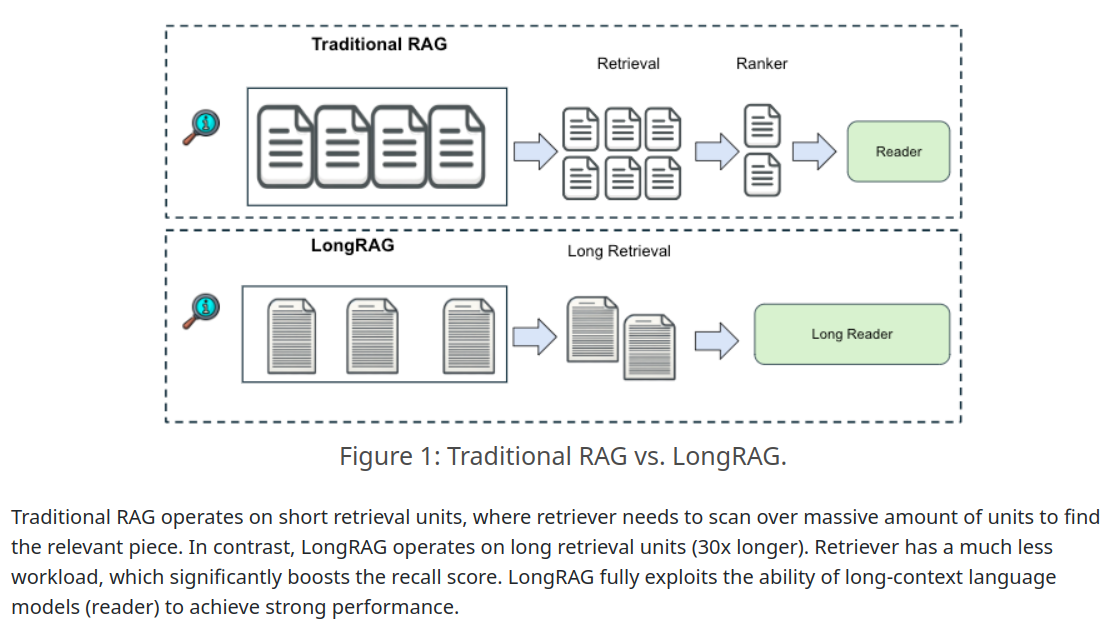 Traditional RAG
Retrieval
Ranker
Reader
LongRAG
Long Retrieval
Long Reader
Figure 1: Traditional RAG vs. LongRAG.
Traditional RAG operates on short retrieval units, where retriever needs to scan over massive amount of units to find
the relevant piece. In contrast, LongRAG operates on long retrieval units (30x longer). Retriever has a much less
workload, which significantly boosts the recall score. LongRAG fully exploits the ability of long-context language
models (reader) to achieve strong performance.